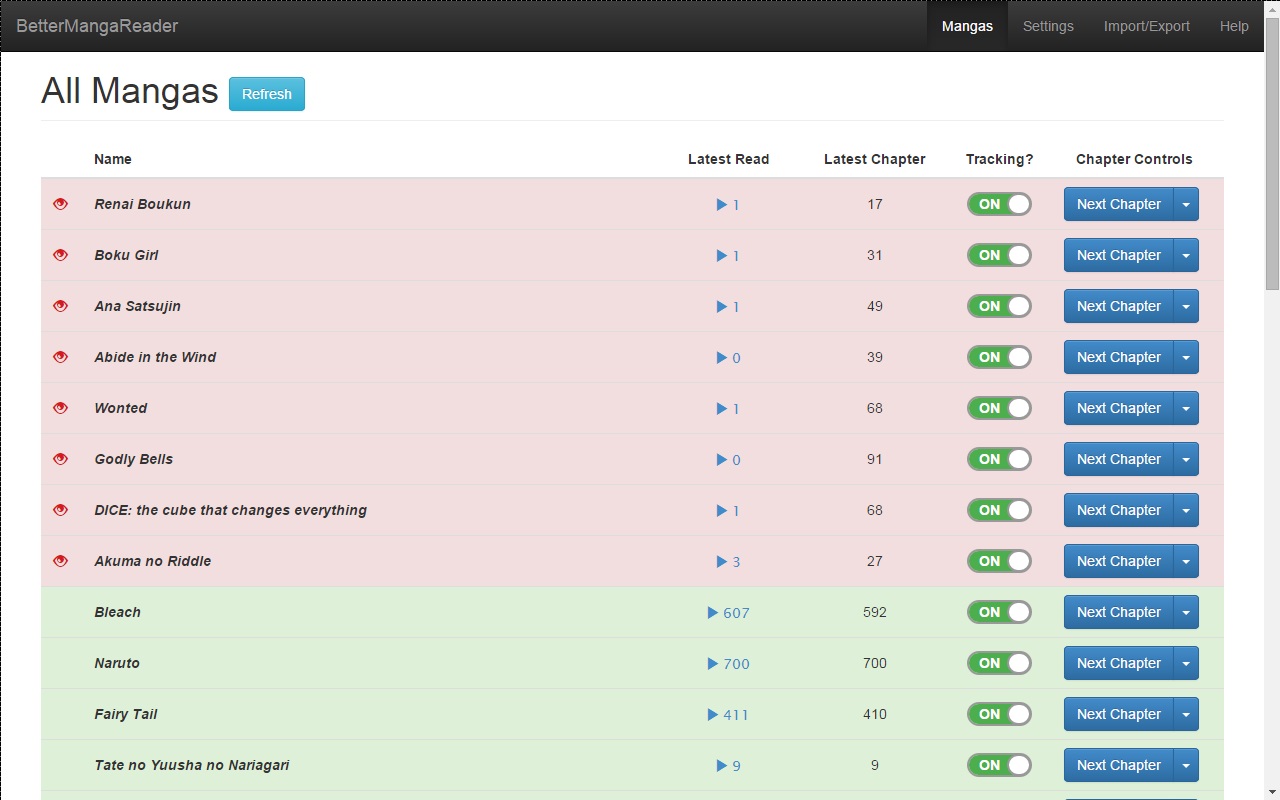 BetterMangaReader Mangas Settings Import/Export Help
All Mangas Refresh
Name Latest Read Latest Chapter Tracking? Chapter Controls
Renai Boukun 1 17 ON Next Chapter
Boku Girl 1 31 ON Next Chapter
Ana Satsujin 1 49 ON Next Chapter
Abide in the Wind 0 39 ON Next Chapter
Wonted 1 68 ON Next Chapter
Godly Bells 0 91 ON Next Chapter
DICE: the cube that changes everything 1 68 ON Next Chapter
Akuma no Riddle 3 27 ON Next Chapter
Bleach 607 592 ON Next Chapter
Naruto 700 700 ON Next Chapter
Fairy Tail 411 410 ON Next Chapter
Tate no Yuusha no Nariagari 9 9 ON Next Chapter